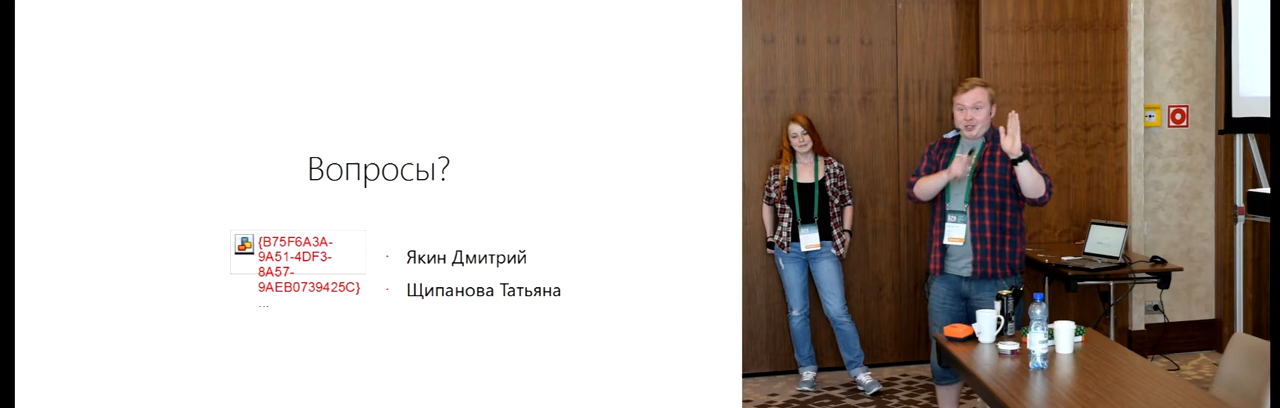 Вопросы?
{B75F6A3A-
9A51-4DF3-
8A57-
9AEB0739425C}
...
· Якин Дмитрий
· Щипанова Татьяна